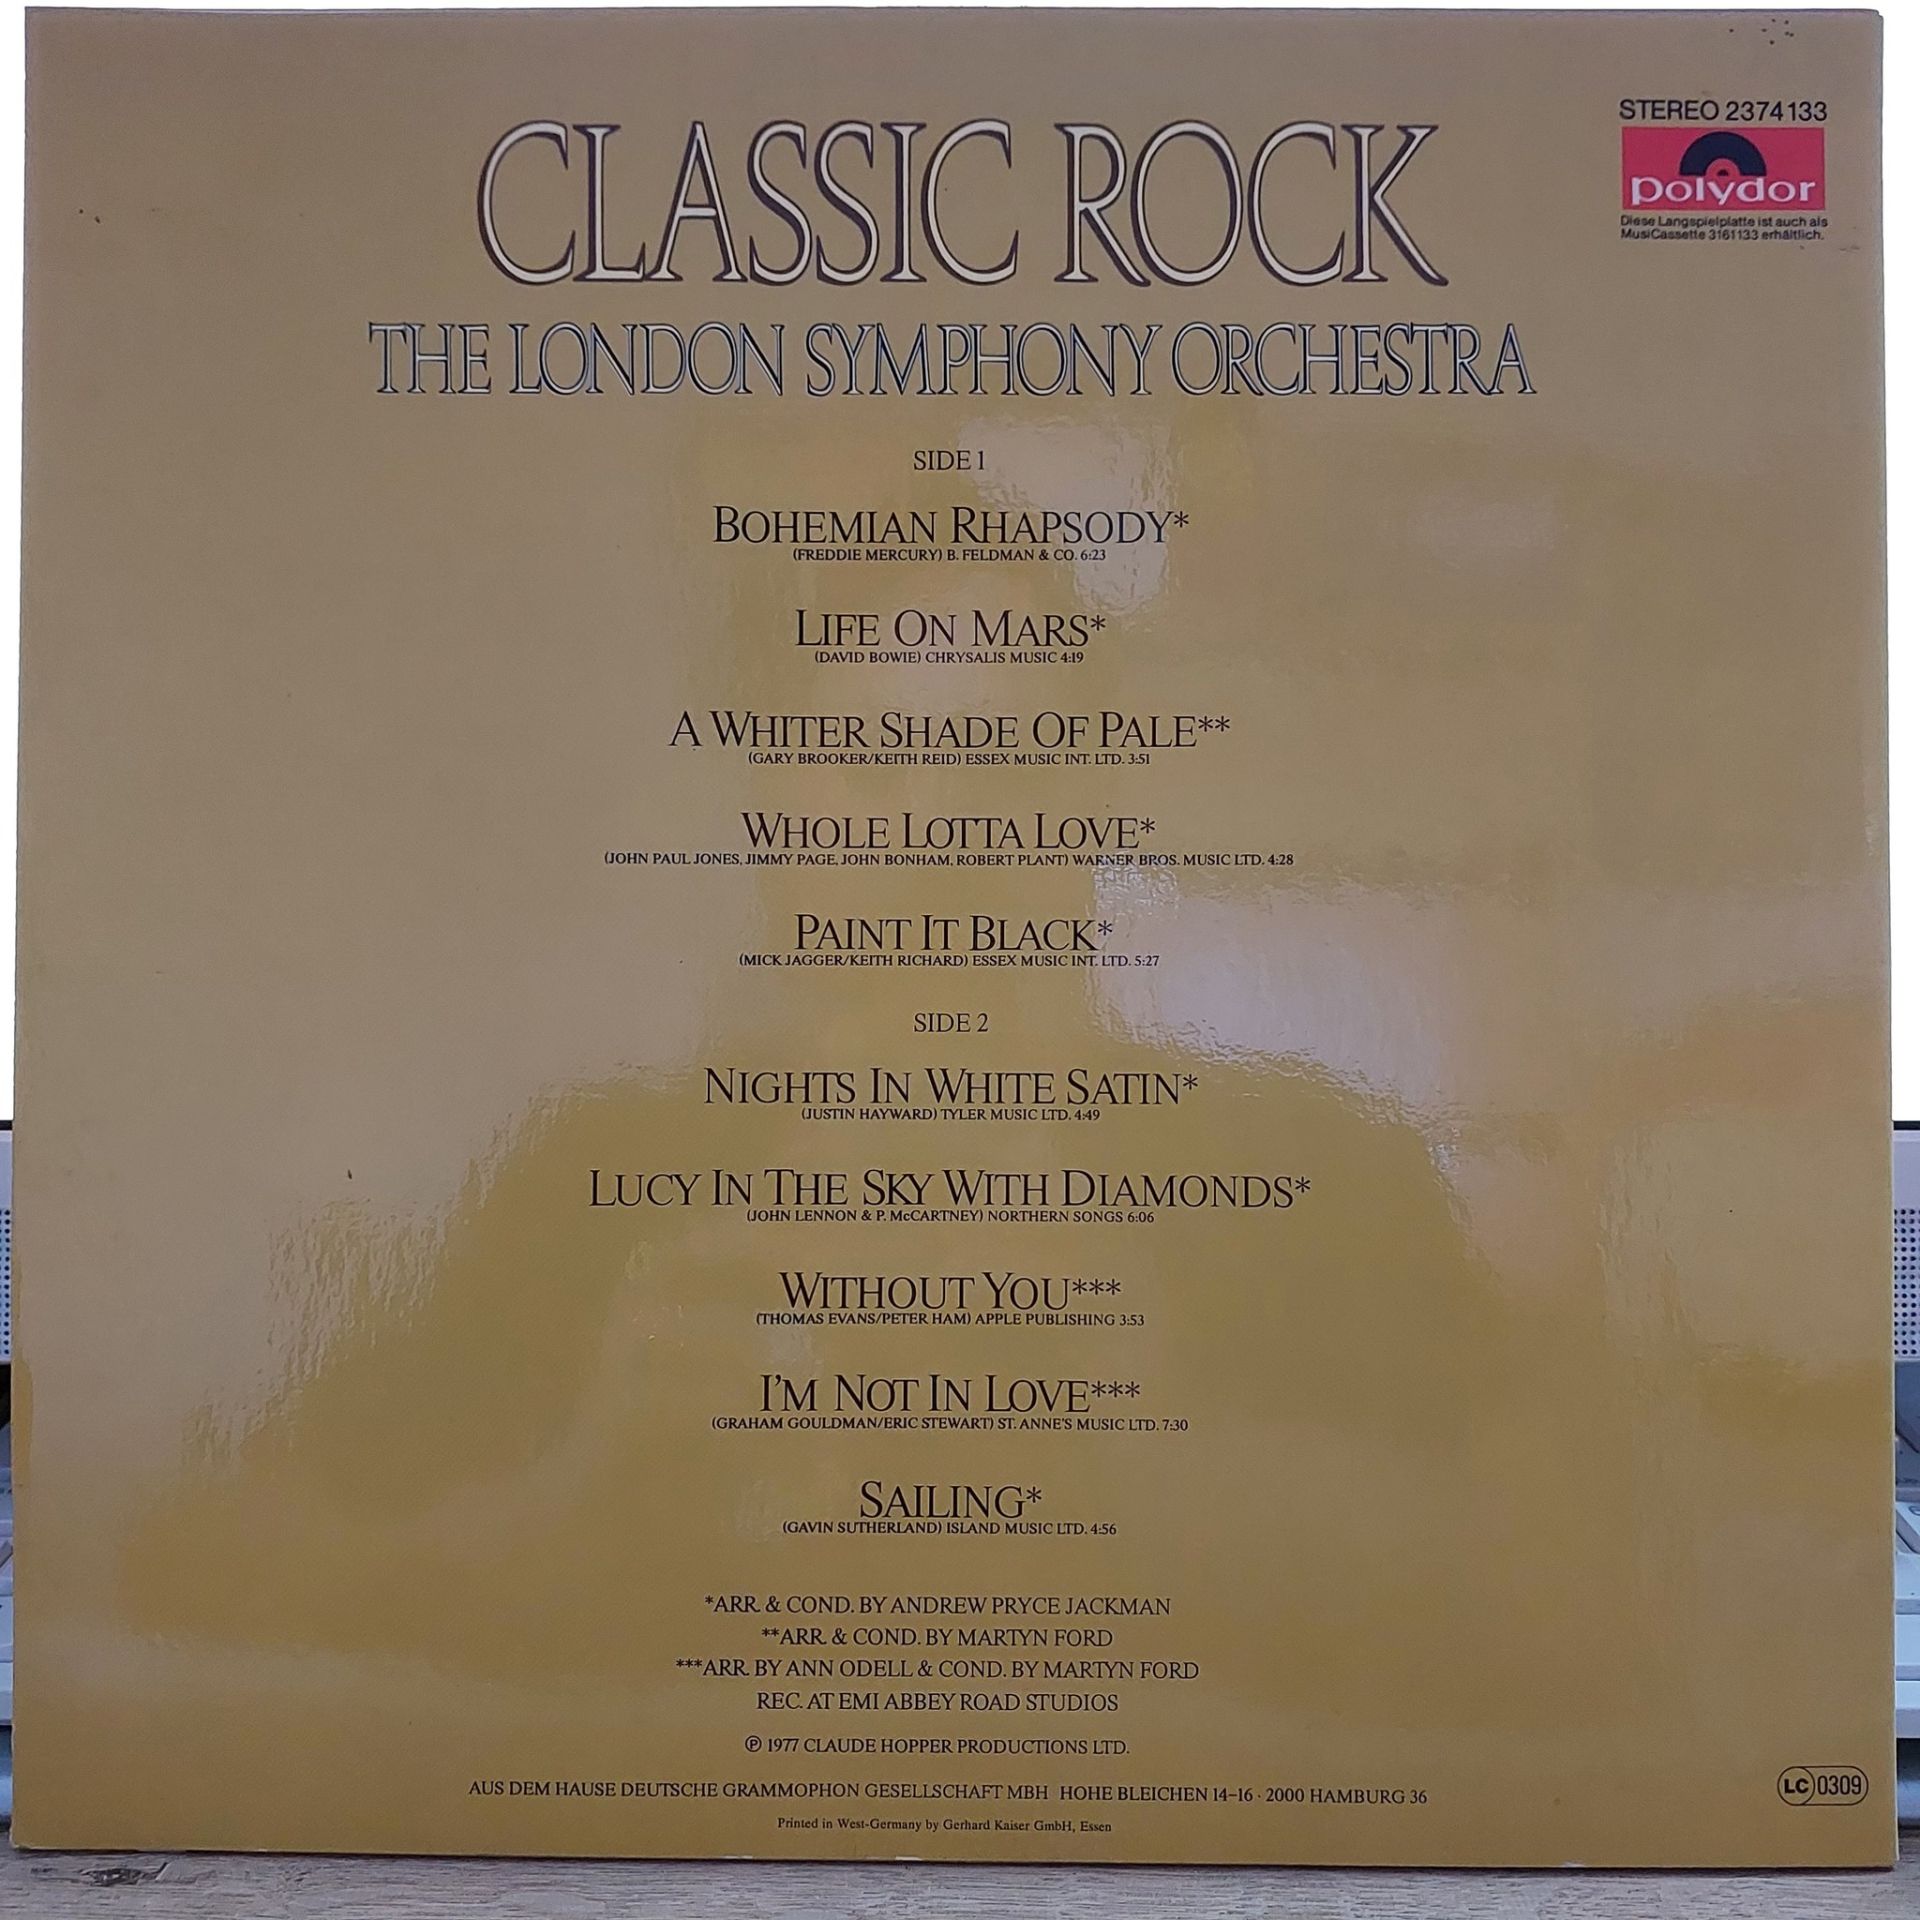 STEREO 2374133
polydor
Diese Langspielplatte ist auch als
MusiCassette 3161133 erhältlich.
CLASSIC ROCK
THE LONDON SYMPHONY ORCHESTRA
SIDE 1
BOHEMIAN RHAPSODY*
(FREDDIE MERCURY) B. FELDMAN & CO. 6:23
LIFE ON MARS*
(DAVID BOWIE) CHRYSALIS MUSIC 4:19
A WHITER SHADE OF PALE**
(GARY BROOKER/KEITH REID) ESSEX MUSIC INT. LTD. 3:51
WHOLE LOTTA LOVE*
(JOHN PAUL JONES, JIMMY PAGE, JOHN BONHAM, ROBERT PLANT) WARNER BROS. MUSIC LTD. 4:28
PAINT IT BLACK*
(MICK JAGGER/KEITH RICHARD) ESSEX MUSIC INT. LTD. 5:27
SIDE 2
NIGHTS IN WHITE SATIN*
(JUSTIN HAYWARD) TYLER MUSIC LTD. 4:49
LUCY IN THE SKY WITH DIAMONDS*
(JOHN LENNON & P. McCARTNEY) NORTHERN SONGS 6:06
WITHOUT YOU***
(THOMAS EVANS/PETER HAM) APPLE PUBLISHING 3:53
I'M NOT IN LOVE***
(GRAHAM GOULDMAN/ERIC STEWART) ST. ANNE'S MUSIC LTD. 7:30
SAILING*
(GAVIN SUTHERLAND) ISLAND MUSIC LTD. 4:56
*ARR. & COND. BY ANDREW PRYCE JACKMAN
**ARR. & COND. BY MARTYN FORD
***ARR. BY ANN ODELL & COND. BY MARTYN FORD
REC. AT EMI ABBEY ROAD STUDIOS
℗ 1977 CLAUDE HOPPER PRODUCTIONS LTD.
AUS DEM HAUSE DEUTSCHE GRAMMOPHON GESELLSCHAFT MBH HOHE BLEICHEN 14-16 · 2000 HAMBURG 36
LC 0309
Printed in West-Germany by Gerhard Kaiser GmbH, Essen